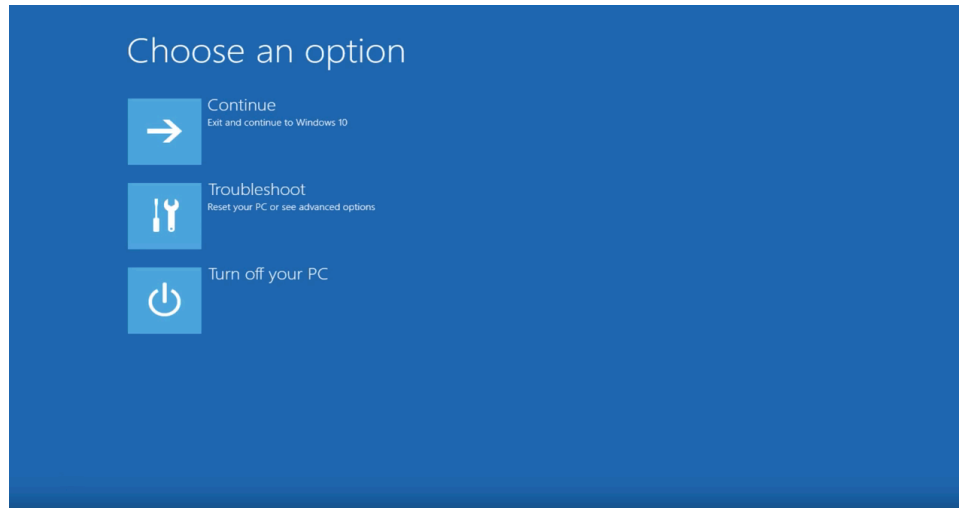 Choose an option
Continue
Exit and continue to Windows 10
Troubleshoot
Reset your PC or see advanced options
Turn off your PC